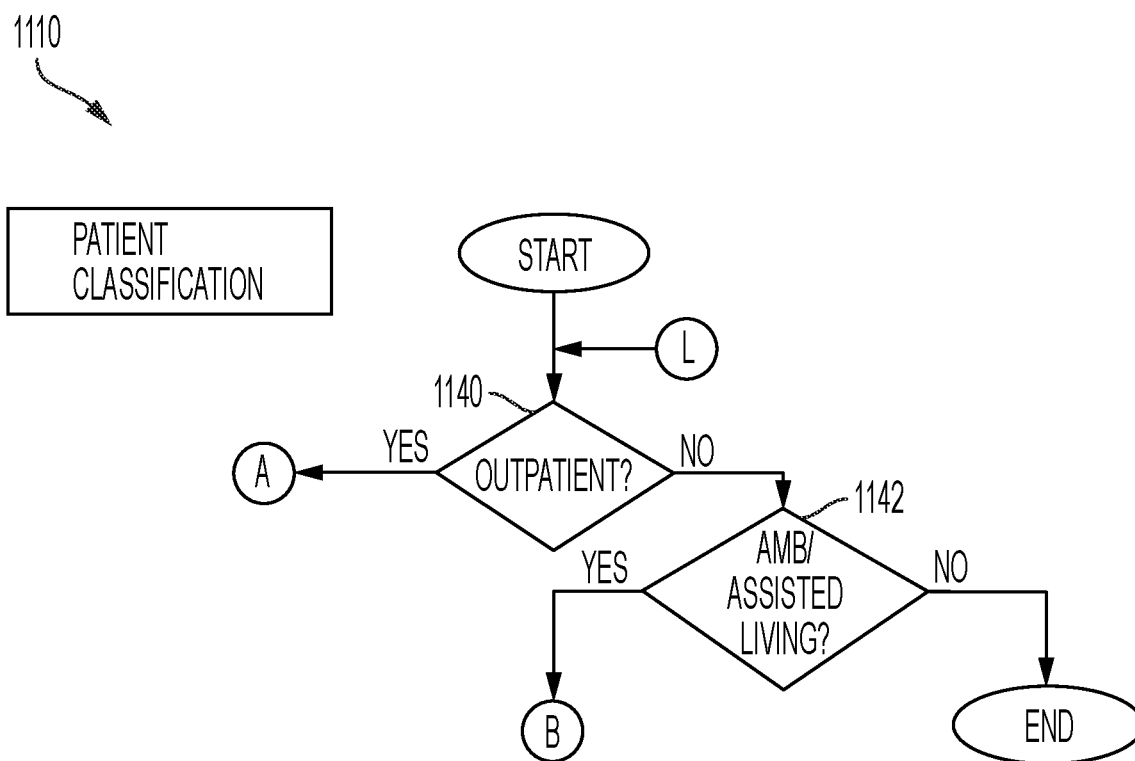 1110
PATIENT
CLASSIFICATION
START
L
1140
YES
NO
A
OUTPATIENT?
1142
YES
AMB/
ASSISTED
LIVING?
NO
B
END